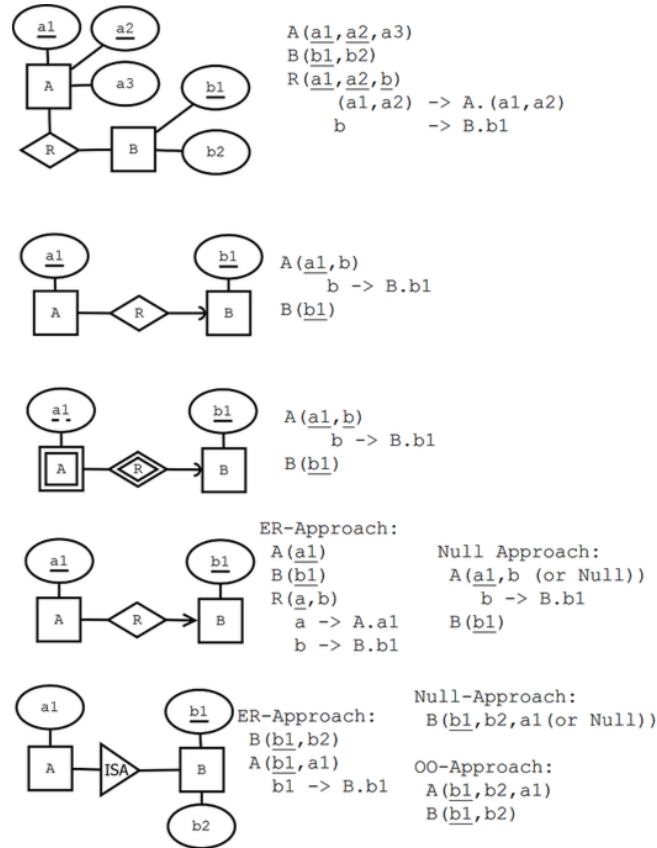 a1
a2
A
a3
b1
R
B
b2
A(a1,a2,a3)
B(b1,b2)
R(a1,a2,b)
(a1,a2) -> A.(a1,a2)
b -> B.b1
a1
b1
A
R
B
A(a1,b)
b -> B.b1
B(b1)
a1
b1
A
R
B
A(a1,b)
b -> B.b1
B(b1)
a1
b1
A
R
B
ER-Approach:
A(a1)
B(b1)
R(a,b)
a -> A.a1
b -> B.b1
Null Approach:
A(a1,b (or Null))
b -> B.b1
B(b1)
a1
b1
A
ISA
B
b2
ER-Approach:
B(b1,b2)
A(b1,a1)
b1 -> B.b1
Null-Approach:
B(b1,b2,a1(or Null))
OO-Approach:
A(b1,b2,a1)
B(b1,b2)